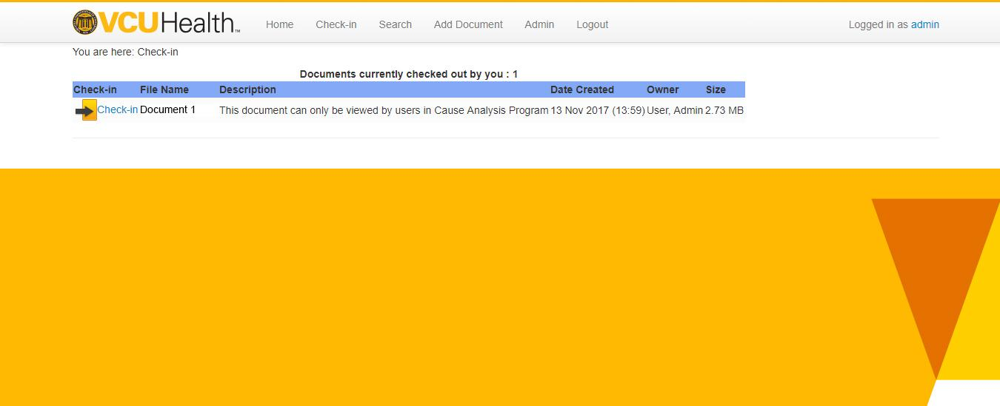 VCUHealth™ Home Check-in Search Add Document Admin Logout Logged in as admin
You are here: Check-in
Documents currently checked out by you : 1
Check-in File Name Description Date Created Owner Size
Check-in Document 1 This document can only be viewed by users in Cause Analysis Program 13 Nov 2017 (13:59) User, Admin 2.73 MB